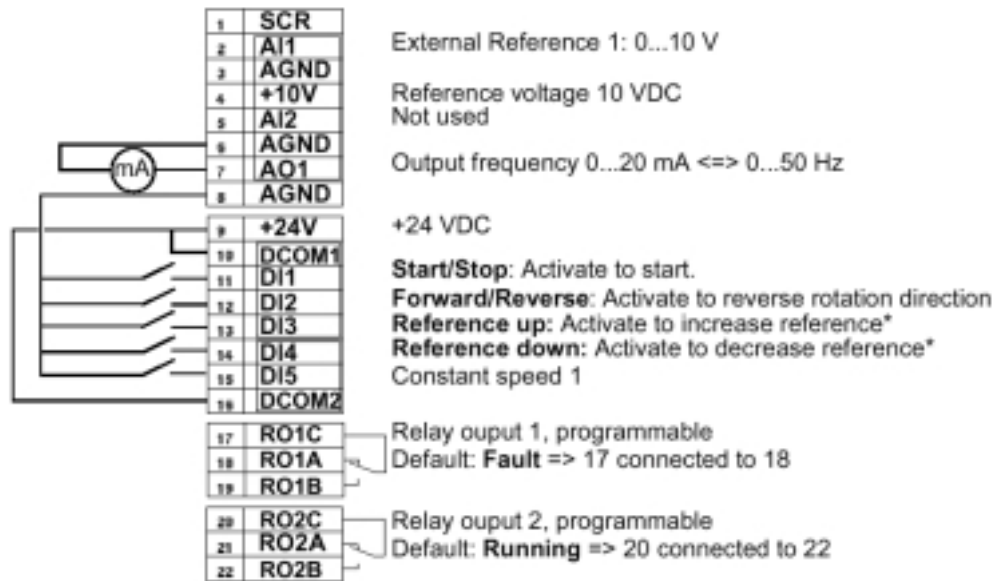 1 SCR
2 AI1 External Reference 1: 0...10 V
3 AGND
4 +10V Reference voltage 10 VDC
5 AI2 Not used
6 AGND
mA 7 AO1 Output frequency 0...20 mA <=> 0...50 Hz
8 AGND
9 +24V +24 VDC
10 DCOM1
11 DI1 Start/Stop: Activate to start.
12 DI2 Forward/Reverse: Activate to reverse rotation direction
13 DI3 Reference up: Activate to increase reference*
14 DI4 Reference down: Activate to decrease reference*
15 DI5 Constant speed 1
16 DCOM2
17 RO1C Relay ouput 1, programmable
18 RO1A Default: Fault => 17 connected to 18
19 RO1B
20 RO2C Relay ouput 2, programmable
21 RO2A Default: Running => 20 connected to 22
22 RO2B